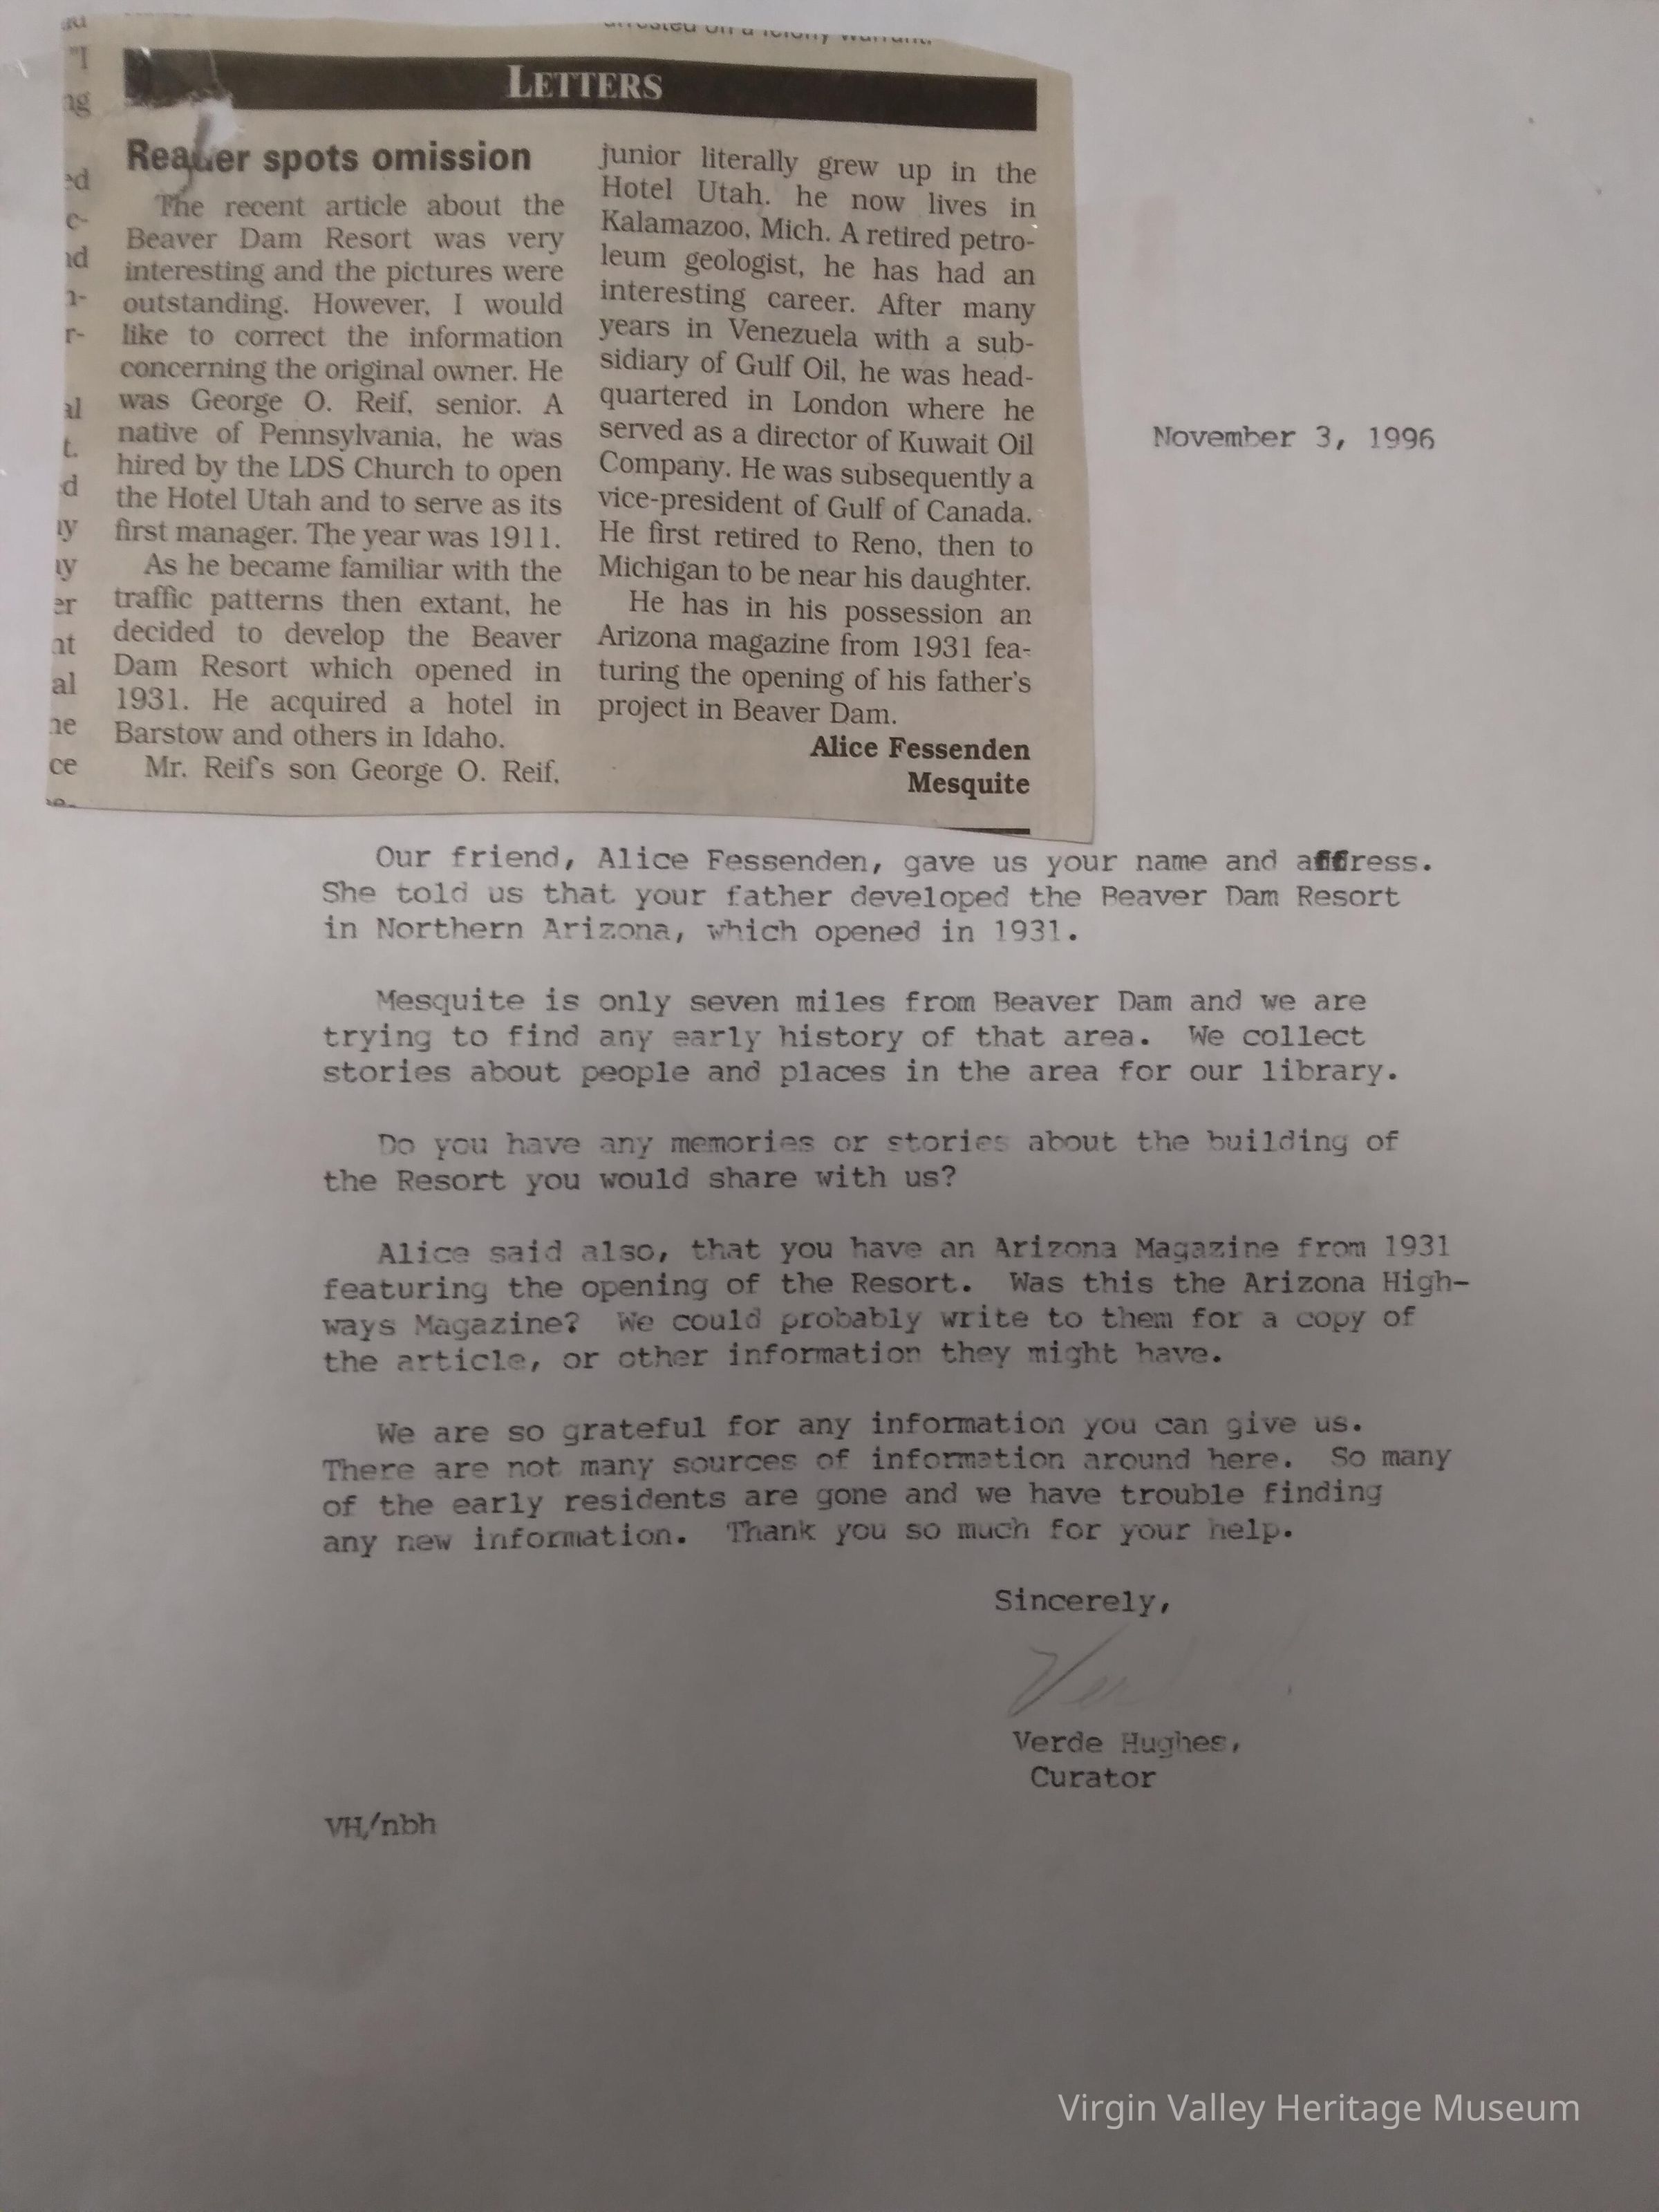 arrested on a felony warrant.
LETTERS
Reader spots omission
The recent article about the
Beaver Dam Resort was very
interesting and the pictures were
outstanding. However, I would
like to correct the information
concerning the original owner. He
was George O. Reif, senior. A
native of Pennsylvania, he was
hired by the LDS Church to open
the Hotel Utah and to serve as its
first manager. The year was 1911.
As he became familiar with the
traffic patterns then extant, he
decided to develop the Beaver
Dam Resort which opened in
1931. He acquired a hotel in
Barstow and others in Idaho.
Mr. Reif's son George O. Reif,
junior literally grew up in the
Hotel Utah. he now lives in
Kalamazoo, Mich. A retired petro-
leum geologist, he has had an
interesting career. After many
years in Venezuela with a sub-
sidiary of Gulf Oil, he was head-
quartered in London where he
served as a director of Kuwait Oil
Company. He was subsequently a
vice-president of Gulf of Canada.
He first retired to Reno, then to
Michigan to be near his daughter.
He has in his possession an
Arizona magazine from 1931 fea-
turing the opening of his father's
project in Beaver Dam.
Alice Fessenden
Mesquite
November 3, 1996
Our friend, Alice Fessenden, gave us your name and affress.
She told us that your father developed the Beaver Dam Resort
in Northern Arizona, which opened in 1931.
Mesquite is only seven miles from Beaver Dam and we are
trying to find any early history of that area. We collect
stories about people and places in the area for our library.
Do you have any memories or stories about the building of
the Resort you would share with us?
Alice said also, that you have an Arizona Magazine from 1931
featuring the opening of the Resort. Was this the Arizona High-
ways Magazine? We could probably write to them for a copy of
the article, or other information they might have.
We are so grateful for any information you can give us.
There are not many sources of information around here. So many
of the early residents are gone and we have trouble finding
any new information. Thank you so much for your help.
Sincerely,
Verde Hughes,
Curator
VH/nbh
Virgin Valley Heritage Museum